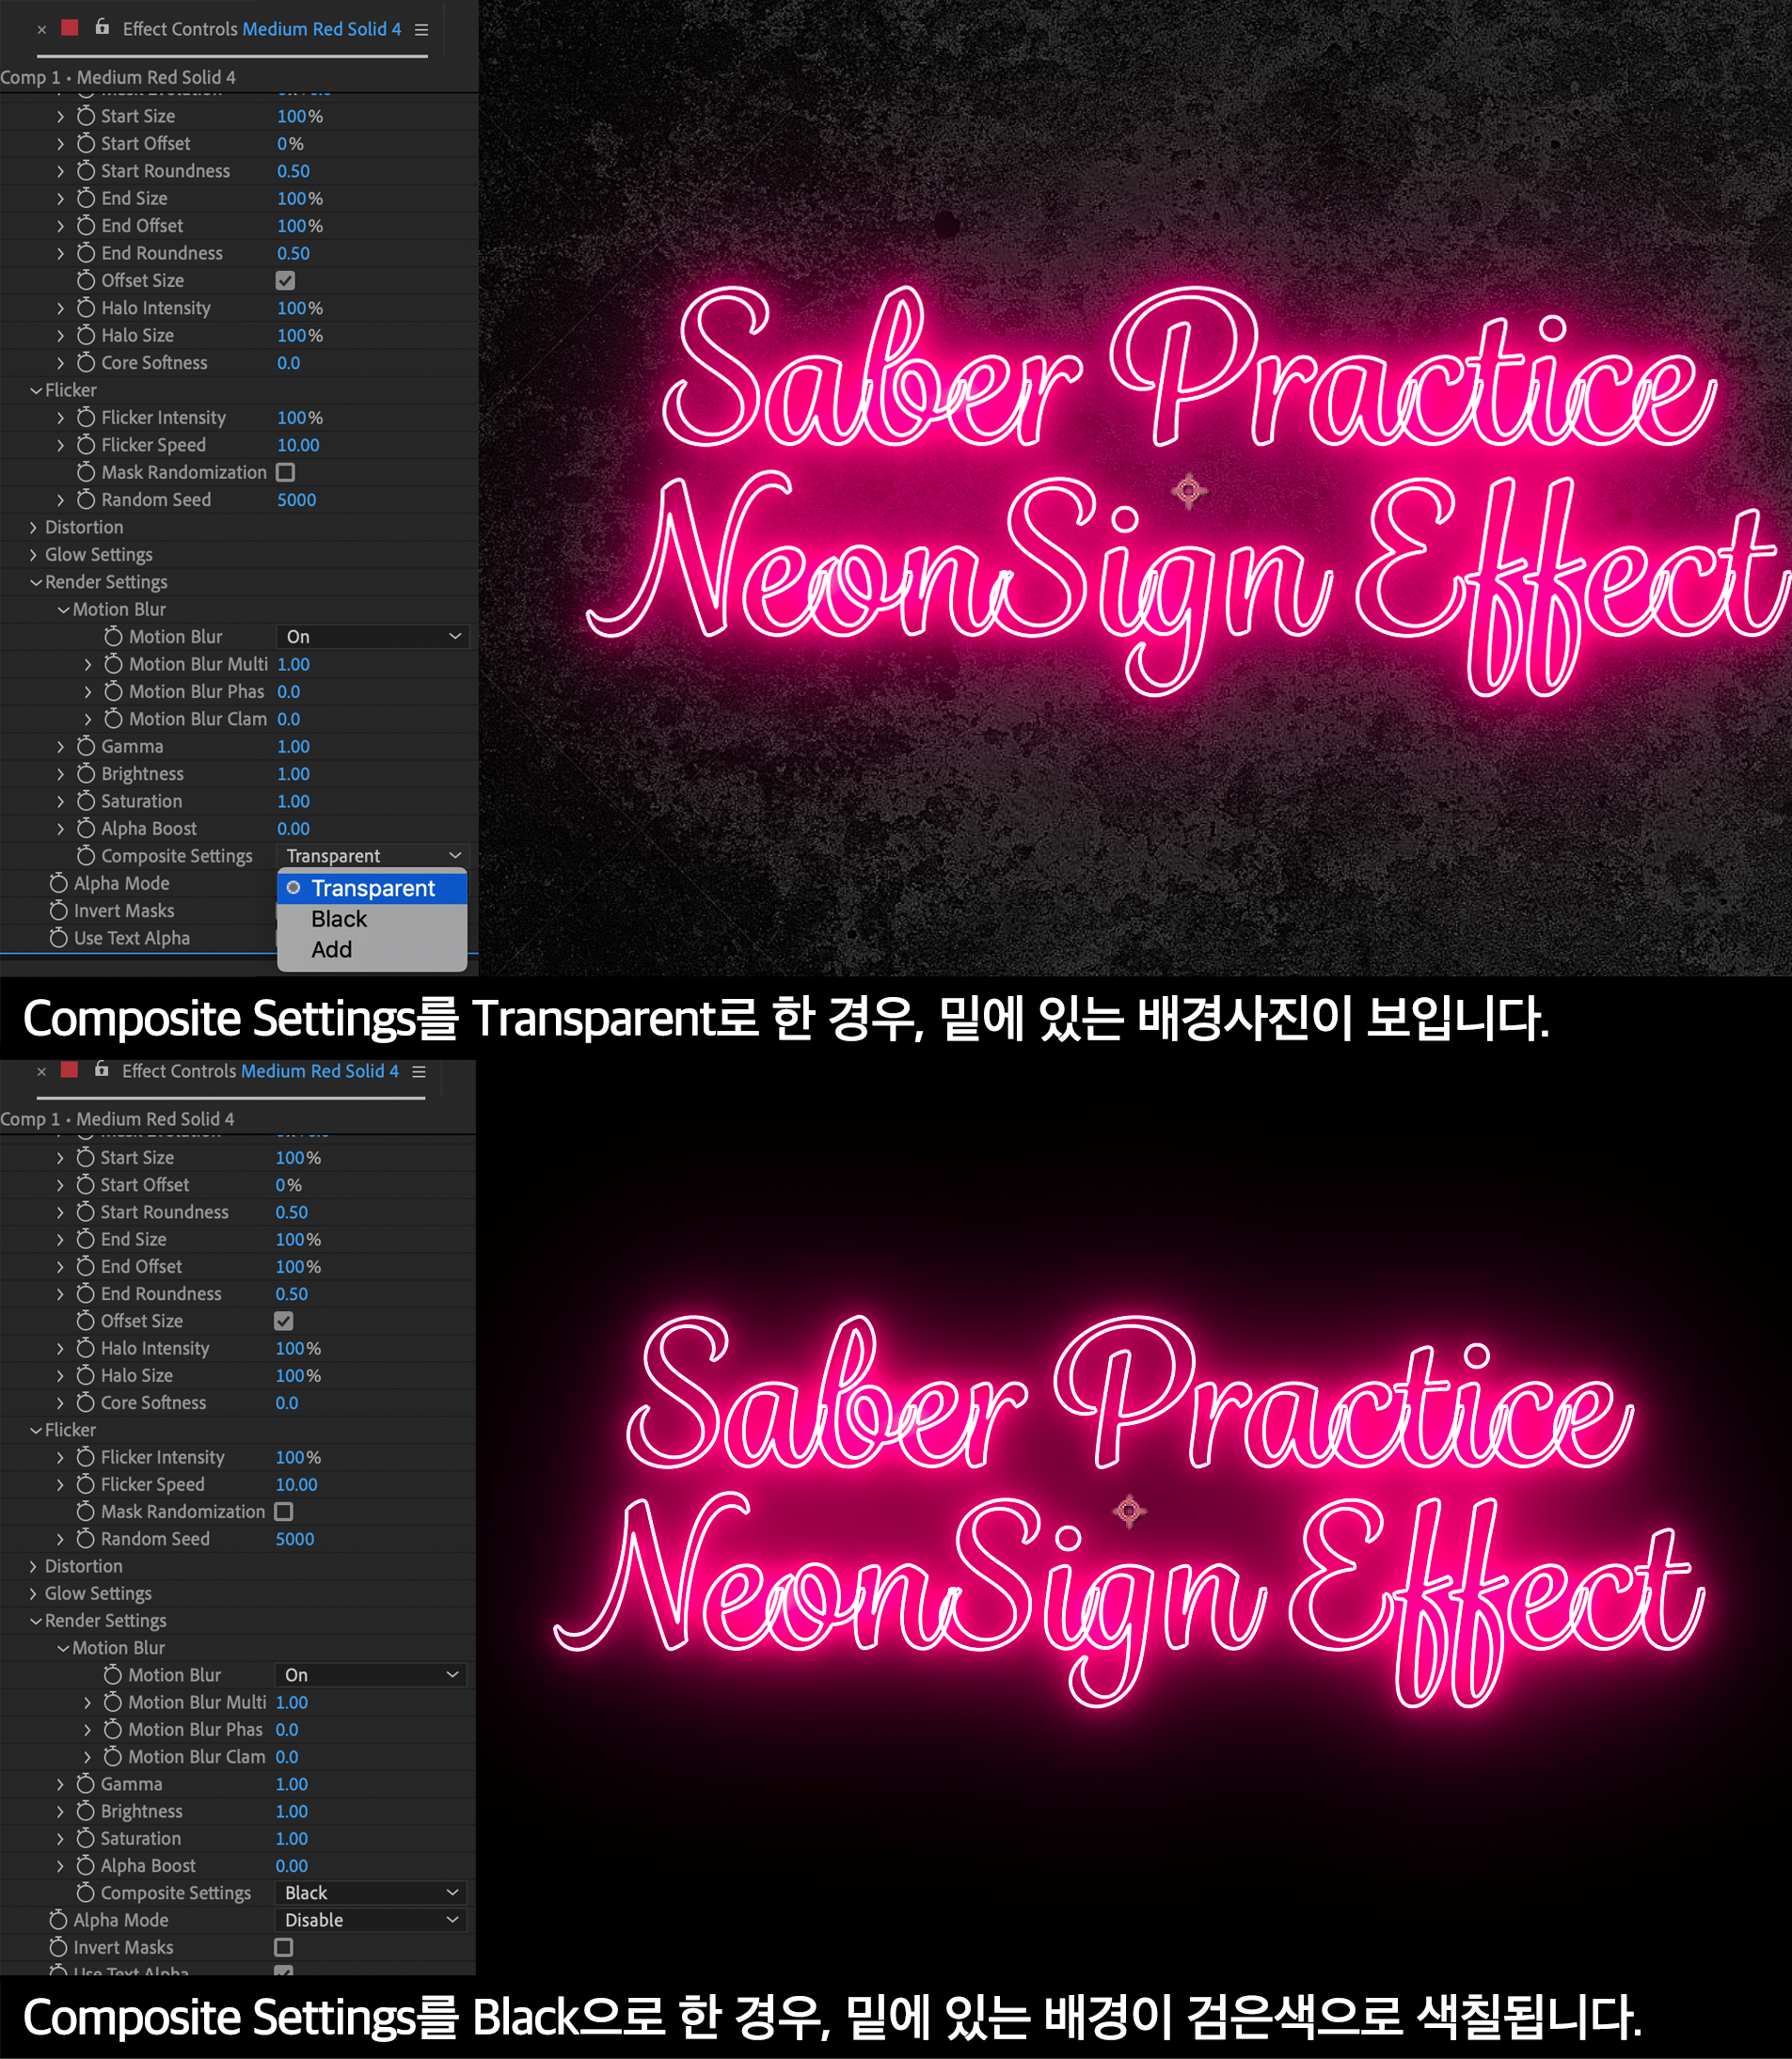 × Effect Controls Medium Red Solid 4
Comp 1 • Medium Red Solid 4
Start Size 100%
Start Offset 0%
Start Roundness 0.50
End Size 100%
End Offset 100%
End Roundness 0.50
Offset Size
Halo Intensity 100%
Halo Size 100%
Core Softness 0.0
Flicker
Flicker Intensity 100%
Flicker Speed 10.00
Mask Randomization
Random Seed 5000
Distortion
Glow Settings
Render Settings
Motion Blur
Motion Blur On
Motion Blur Multi 1.00
Motion Blur Phas 0.0
Motion Blur Clam 0.0
Gamma 1.00
Brightness 1.00
Saturation 1.00
Alpha Boost 0.00
Composite Settings Transparent
Alpha Mode Transparent
Invert Masks Black
Use Text Alpha Add
Saber Practice
NeonSign Effect
Composite Settings를 Transparent로 한 경우, 밑에 있는 배경사진이 보입니다.
× Effect Controls Medium Red Solid 4
Comp 1 • Medium Red Solid 4
Start Size 100%
Start Offset 0%
Start Roundness 0.50
End Size 100%
End Offset 100%
End Roundness 0.50
Offset Size
Halo Intensity 100%
Halo Size 100%
Core Softness 0.0
Flicker
Flicker Intensity 100%
Flicker Speed 10.00
Mask Randomization
Random Seed 5000
Distortion
Glow Settings
Render Settings
Motion Blur
Motion Blur On
Motion Blur Multi 1.00
Motion Blur Phas 0.0
Motion Blur Clam 0.0
Gamma 1.00
Brightness 1.00
Saturation 1.00
Alpha Boost 0.00
Composite Settings Black
Alpha Mode Disable
Invert Masks
Use Text Alpha
Saber Practice
NeonSign Effect
Composite Settings를 Black으로 한 경우, 밑에 있는 배경이 검은색으로 색칠됩니다.